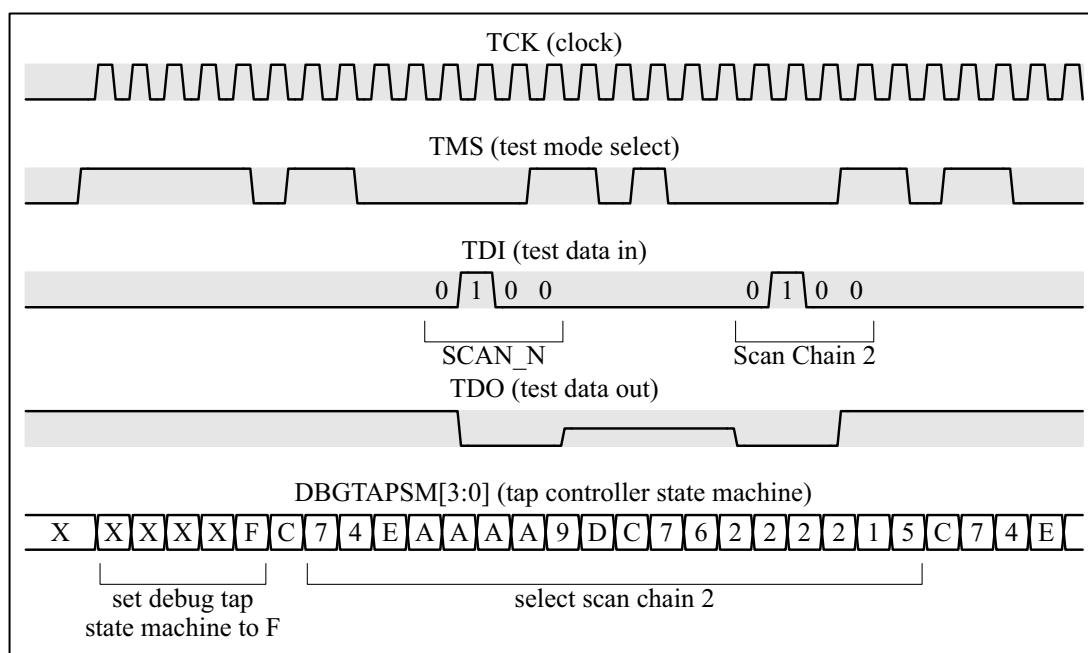 TCK (clock)
TMS (test mode select)
TDI (test data in)
0 1 0 0 0 1 0 0
SCAN_N Scan Chain 2
TDO (test data out)
DBGTAPSM[3:0] (tap controller state machine)
X X X X X F C 7 4 E A A A A 9 D C 7 6 2 2 2 2 1 5 C 7 4 E
set debug tap select scan chain 2
state machine to F